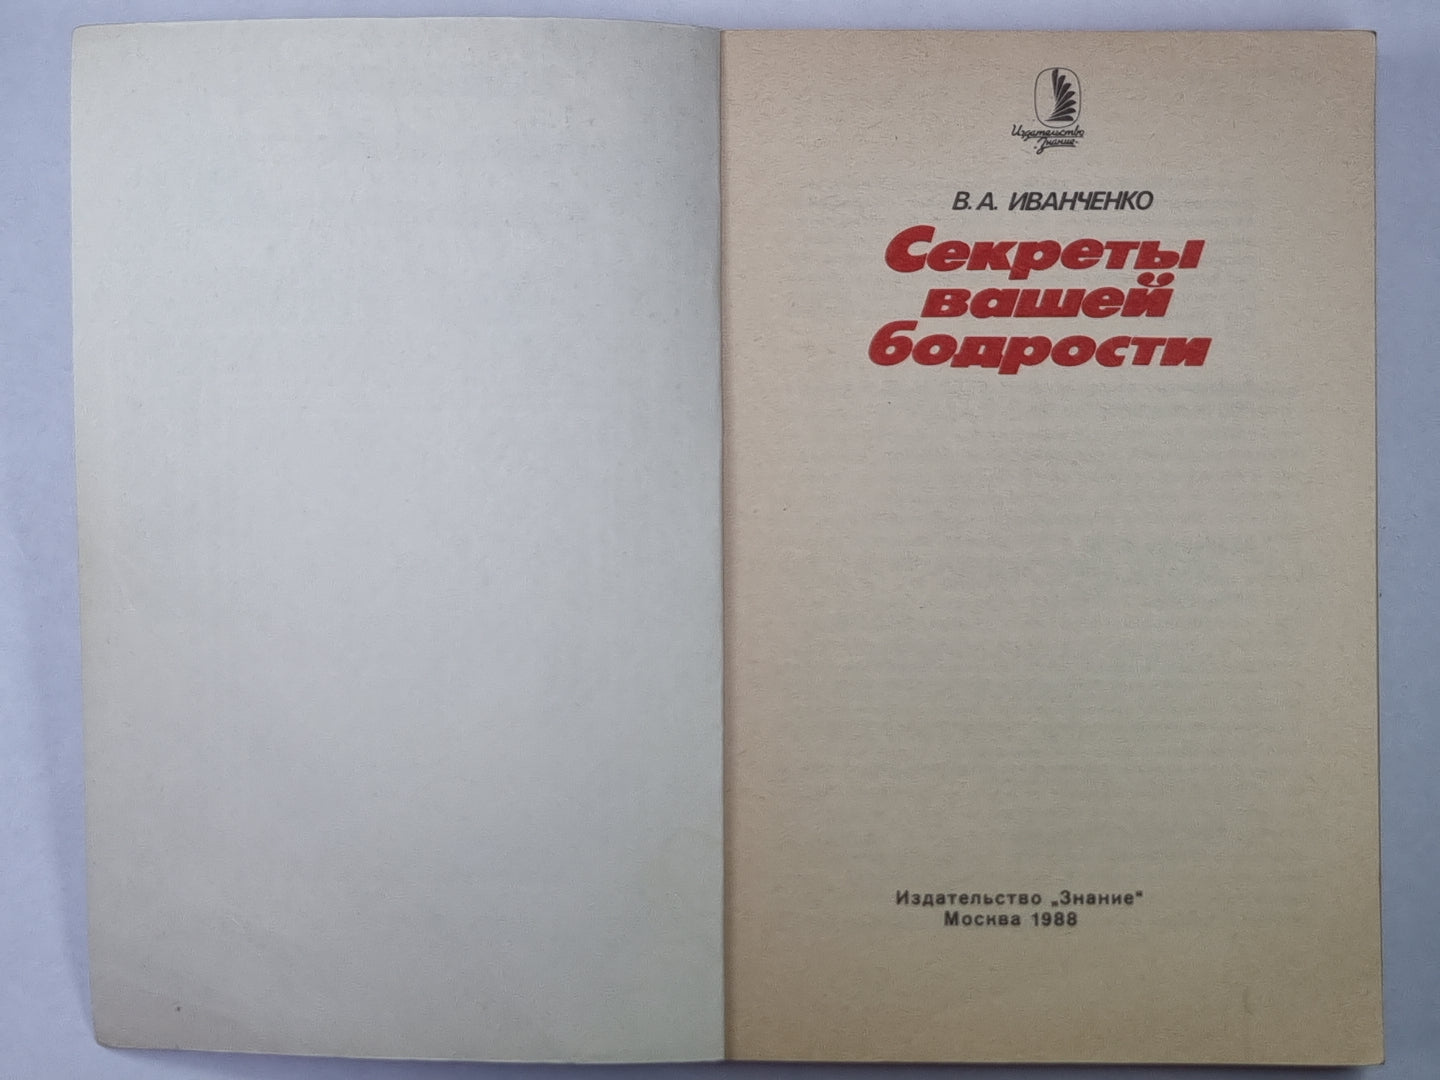 Издательство
„Знание“
В. А. ИВАНЧЕНКО
Секреты
вашей
бодрости
Издательство „Знание“
Москва 1988